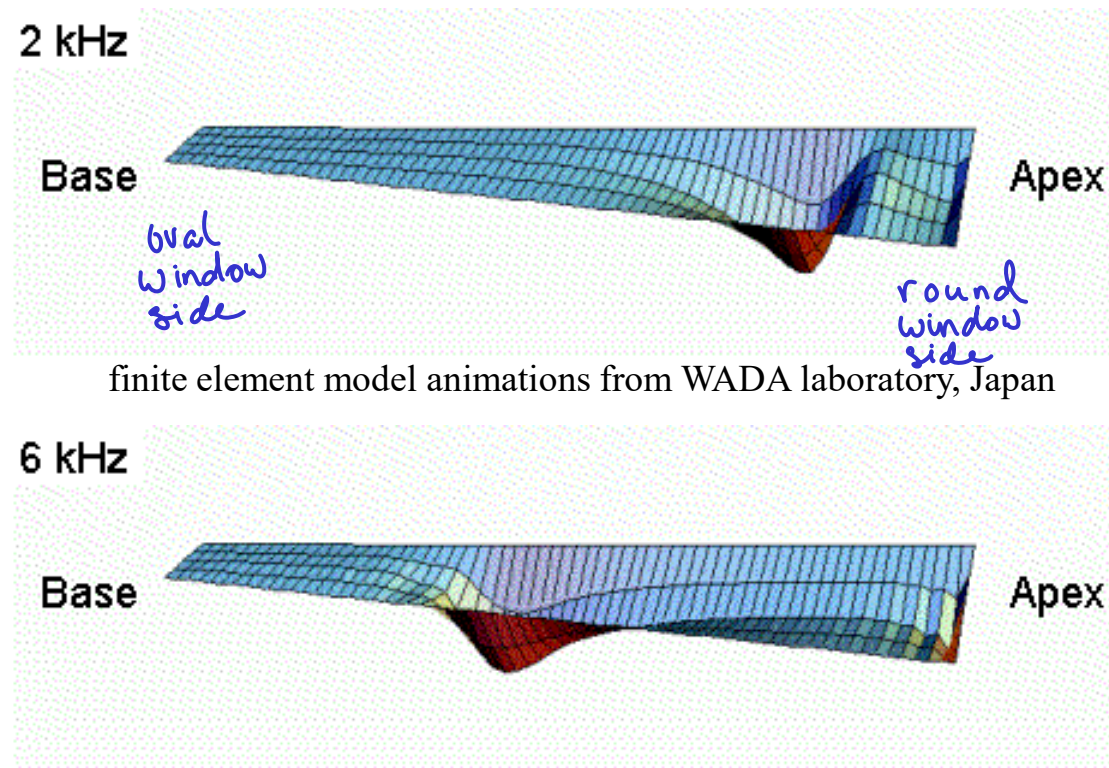 2 kHz
Base
Apex
oval
window
side
round
window
side
finite element model animations from WADA laboratory, Japan
6 kHz
Base
Apex